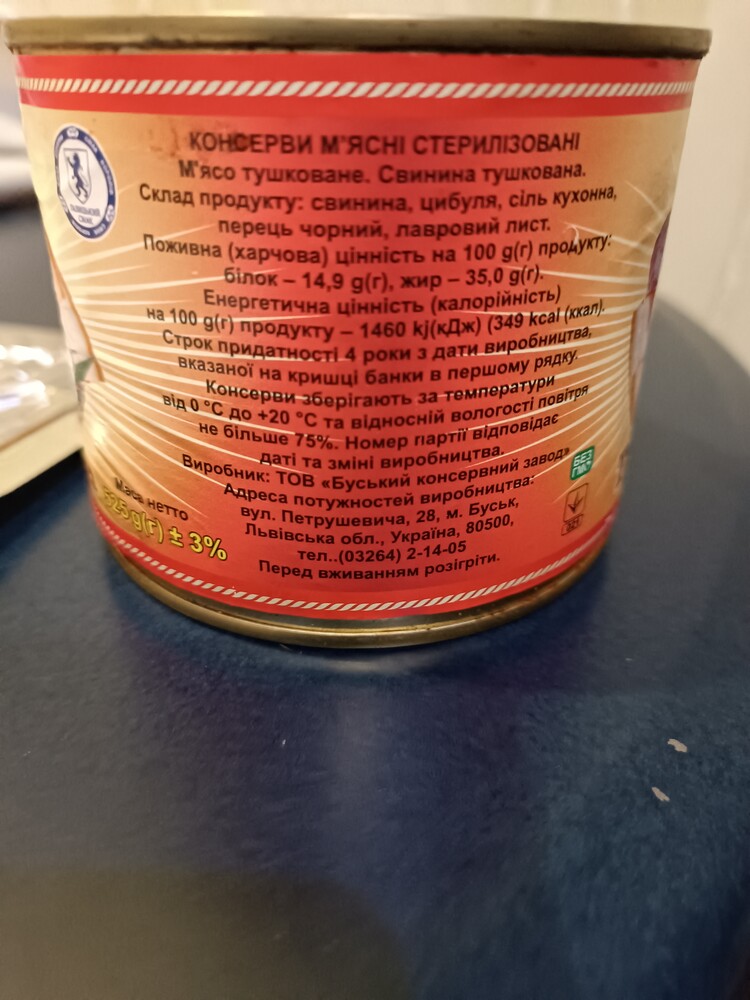 КОНСЕРВИ М'ЯСНІ СТЕРИЛІЗОВАНІ
М'ясо тушковане. Свинина тушкована.
Склад продукту: свинина, цибуля, сіль кухонна,
перець чорний, лавровий лист.
Поживна (харчова) цінність на 100 g(г) продукту:
білок – 14,9 g(г), жир – 35,0 g(г).
Енергетична цінність (калорійність)
на 100 g(г) продукту – 1460 kj(кДж) (349 kcal (ккал).
Строк придатності 4 роки з дати виробництва,
вказаної на кришці банки в першому рядку.
Консерви зберігають за температури
від 0 °С до +20 °С та відносній вологості повітря
не більше 75%. Номер партії відповідає
даті та зміні виробництва.
Виробник: ТОВ «Буський консервний завод»
Адреса потужностей виробництва:
вул. Петрушевича, 28, м. Буськ,
Львівська обл., Україна, 80500,
тел..(03264) 2-14-05
Перед вживанням розігріти.
Маса нетто
525g(г) ± 3%
БЕЗ
ГМО